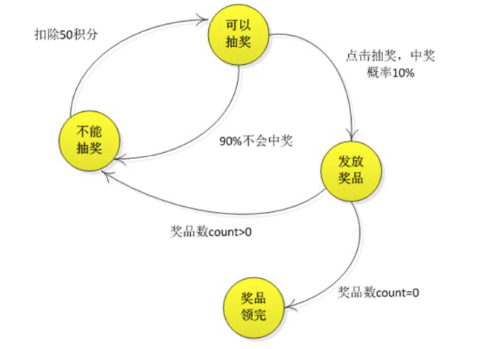 可以
抽奖
扣除50积分
点击抽奖，中奖
概率10%
不能
抽奖
90%不会中奖
发放
奖品
奖品数count>0
奖品
领完
奖品数count=0